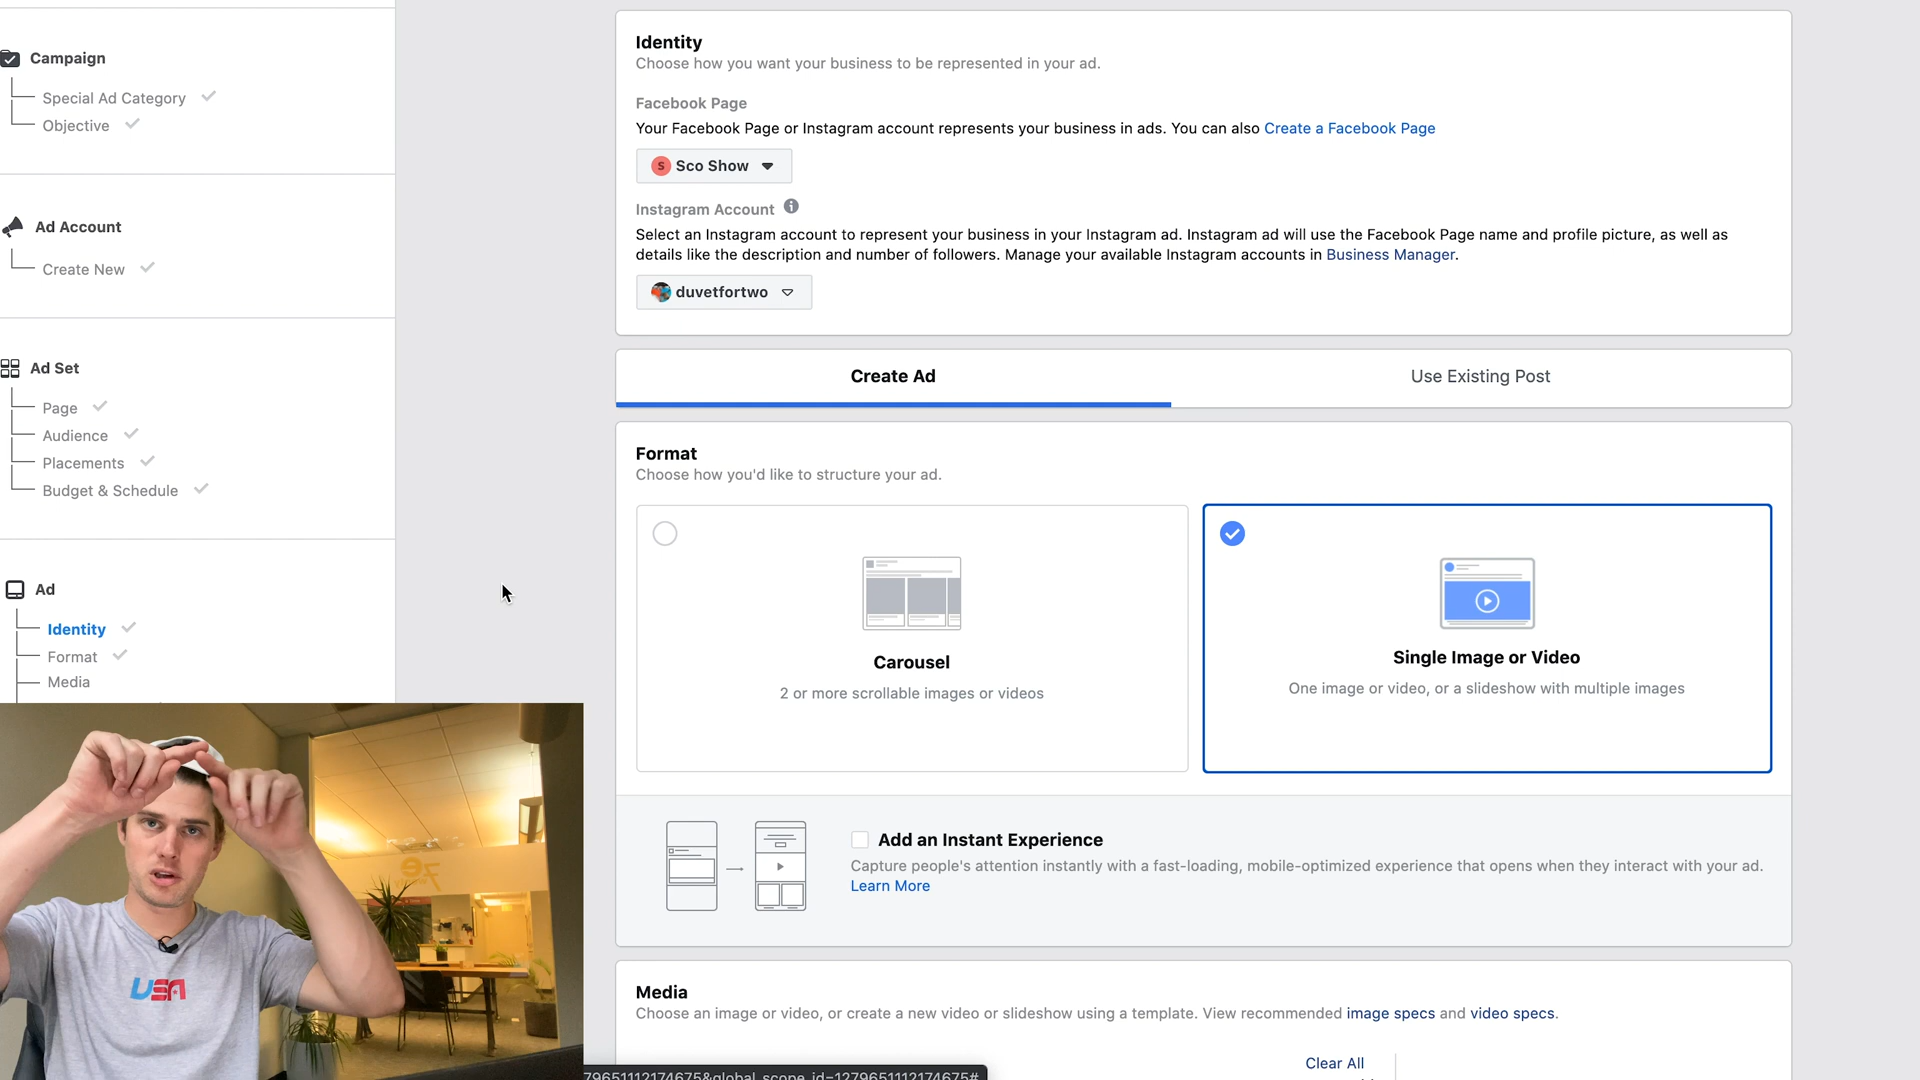 Campaign
Special Ad Category
Objective
Ad Account
Create New
Ad Set
Page
Audience
Placements
Budget & Schedule
Ad
Identity
Format
Media
Identity
Choose how you want your business to be represented in your ad.
Facebook Page
Your Facebook Page or Instagram account represents your business in ads. You can also Create a Facebook Page
S Sco Show
Instagram Account
Select an Instagram account to represent your business in your Instagram ad. Instagram ad will use the Facebook Page name and profile picture, as well as
details like the description and number of followers. Manage your available Instagram accounts in Business Manager.
duvetfortwo
Create Ad
Use Existing Post
Format
Choose how you'd like to structure your ad.
Carousel
2 or more scrollable images or videos
Single Image or Video
One image or video, or a slideshow with multiple images
Add an Instant Experience
Capture people's attention instantly with a fast-loading, mobile-optimized experience that opens when they interact with your ad.
Learn More
Media
Choose an image or video, or create a new video or slideshow using a template. View recommended image specs and video specs.
Clear All
79651112174675&global_scope_id=1279651112174675#
USA